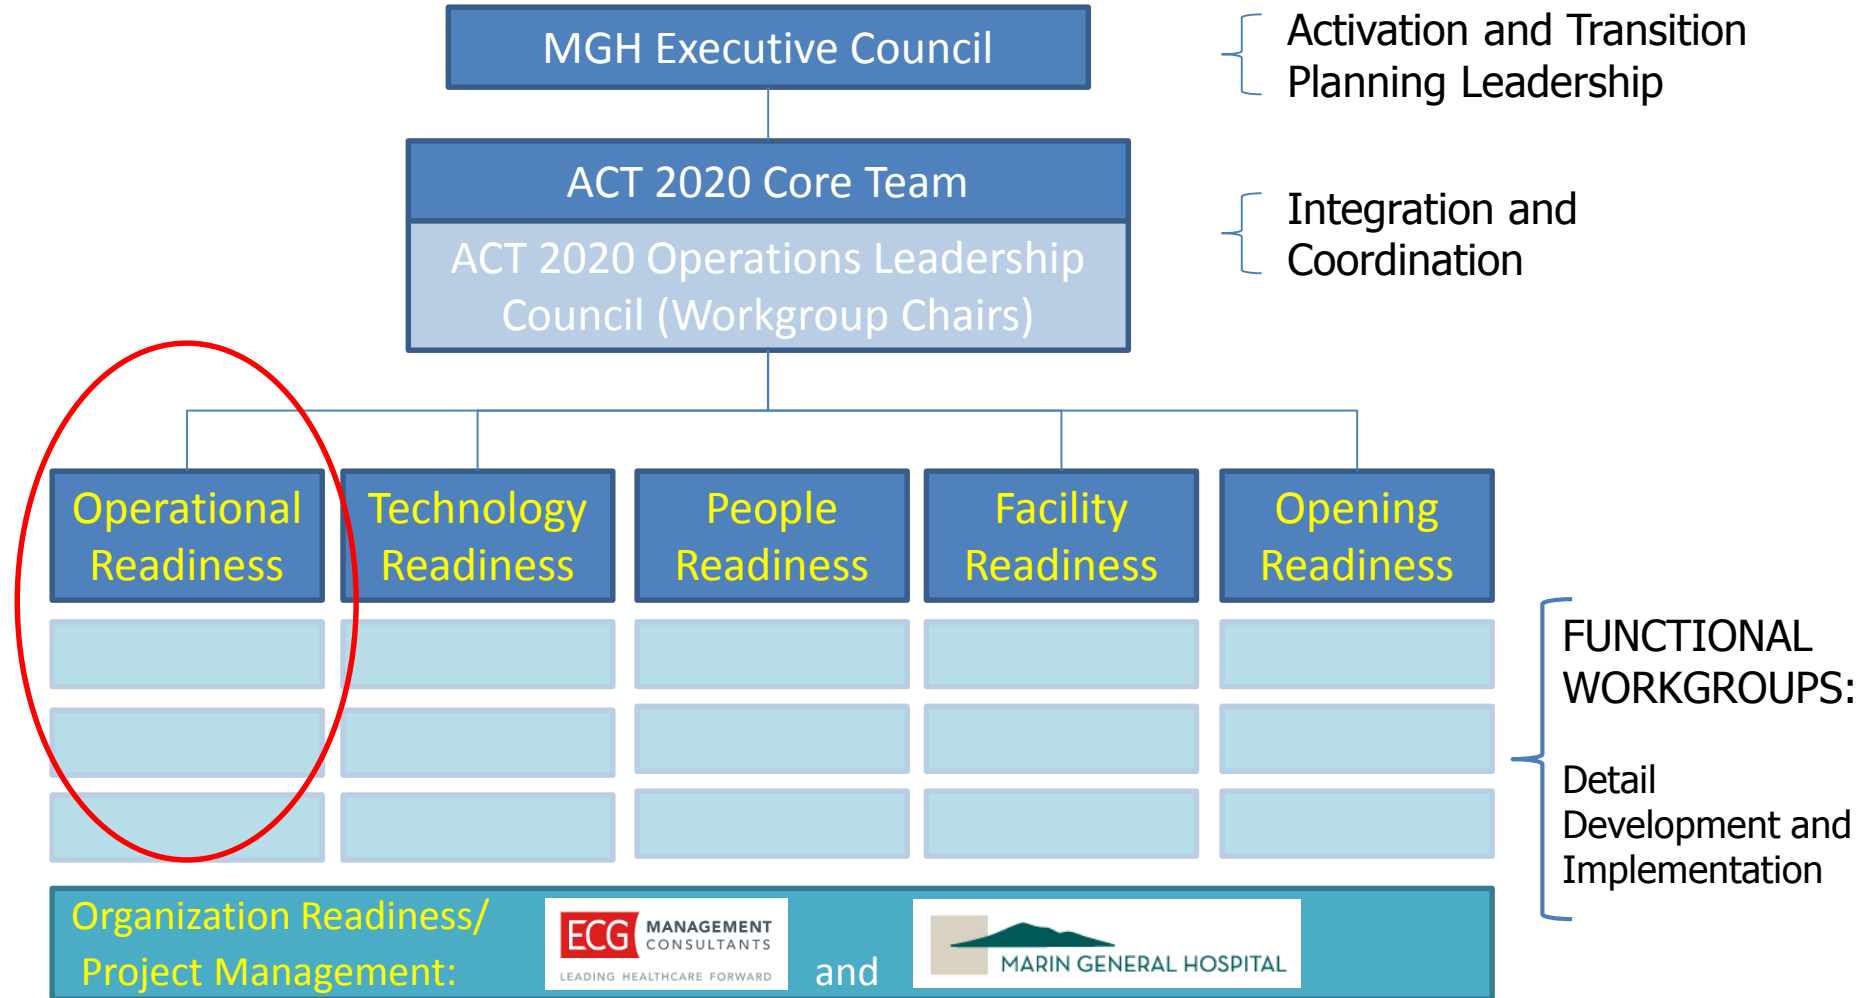 MGH Executive Council
Activation and Transition
Planning Leadership
ACT 2020 Core Team
ACT 2020 Operations Leadership
Council (Workgroup Chairs)
Integration and
Coordination
Operational
Readiness
Technology
Readiness
People
Readiness
Facility
Readiness
Opening
Readiness
FUNCTIONAL
WORKGROUPS:
Detail
Development and
Implementation
Organization Readiness/
Project Management:
ECG MANAGEMENT
CONSULTANTS
LEADING HEALTHCARE FORWARD
and
MARIN GENERAL HOSPITAL